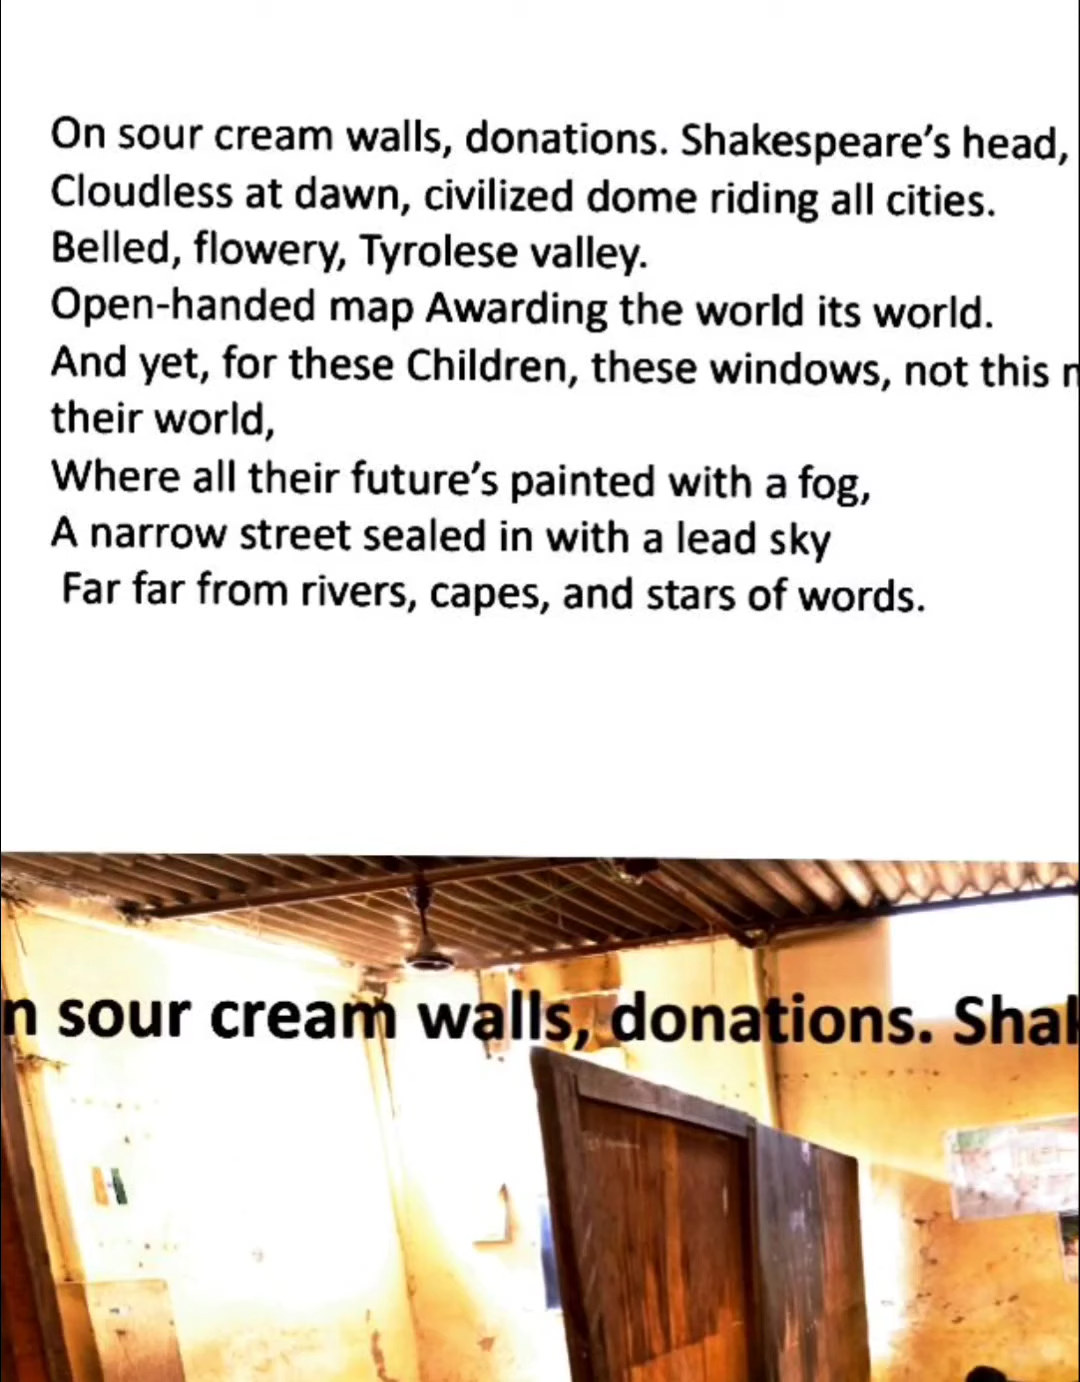 On sour cream walls, donations. Shakespeare's head,
Cloudless at dawn, civilized dome riding all cities.
Belled, flowery, Tyrolese valley.
Open-handed map Awarding the world its world.
And yet, for these Children, these windows, not this
their world,
Where all their future's painted with a fog,
A narrow street sealed in with a lead sky
Far far from rivers, capes, and stars of words.
n sour cream walls, donations. Shak